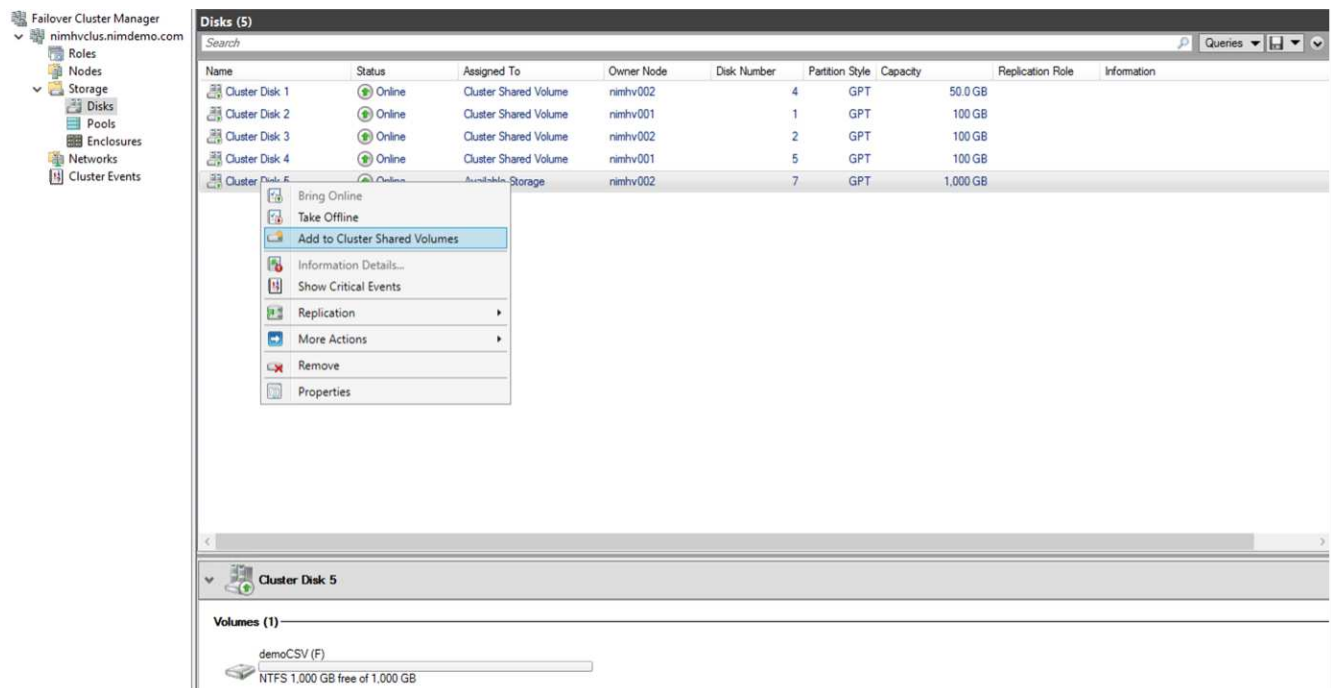 Failover Cluster Manager
nimhvclus.nimdemo.com
Roles
Nodes
Storage
Disks
Pools
Enclosures
Networks
Cluster Events
Disks (5)
Search
Queries
Name Status Assigned To Owner Node Disk Number Partition Style Capacity Replication Role Information
Cluster Disk 1 Online Cluster Shared Volume nimhv002 4 GPT 50.0 GB
Cluster Disk 2 Online Cluster Shared Volume nimhv001 1 GPT 100 GB
Cluster Disk 3 Online Cluster Shared Volume nimhv002 2 GPT 100 GB
Cluster Disk 4 Online Cluster Shared Volume nimhv001 5 GPT 100 GB
Cluster Disk 5 Online Available Storage nimhv002 7 GPT 1,000 GB
Bring Online
Take Offline
Add to Cluster Shared Volumes
Information Details...
Show Critical Events
Replication
More Actions
Remove
Properties
Cluster Disk 5
Volumes (1)
demoCSV (F)
NTFS 1,000 GB free of 1,000 GB